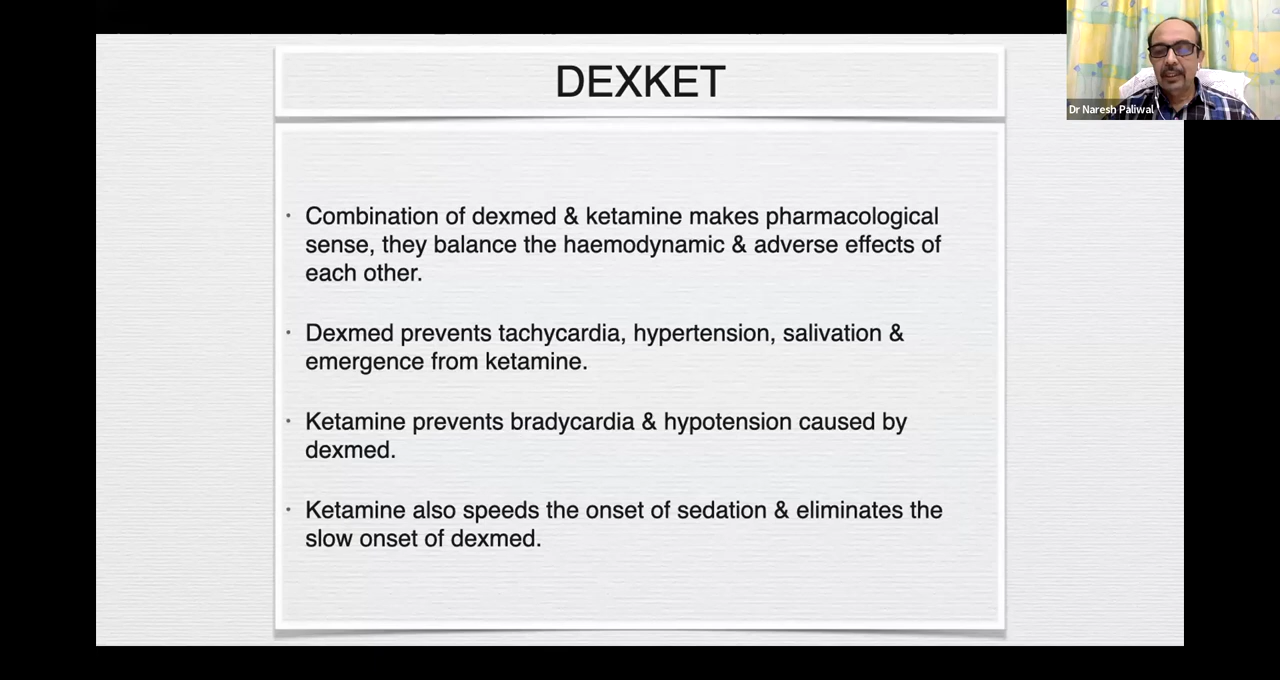 DEXKET
Dr Naresh Paliwal
• Combination of dexmed & ketamine makes pharmacological
sense, they balance the haemodynamic & adverse effects of
each other.
• Dexmed prevents tachycardia, hypertension, salivation &
emergence from ketamine.
• Ketamine prevents bradycardia & hypotension caused by
dexmed.
• Ketamine also speeds the onset of sedation & eliminates the
slow onset of dexmed.